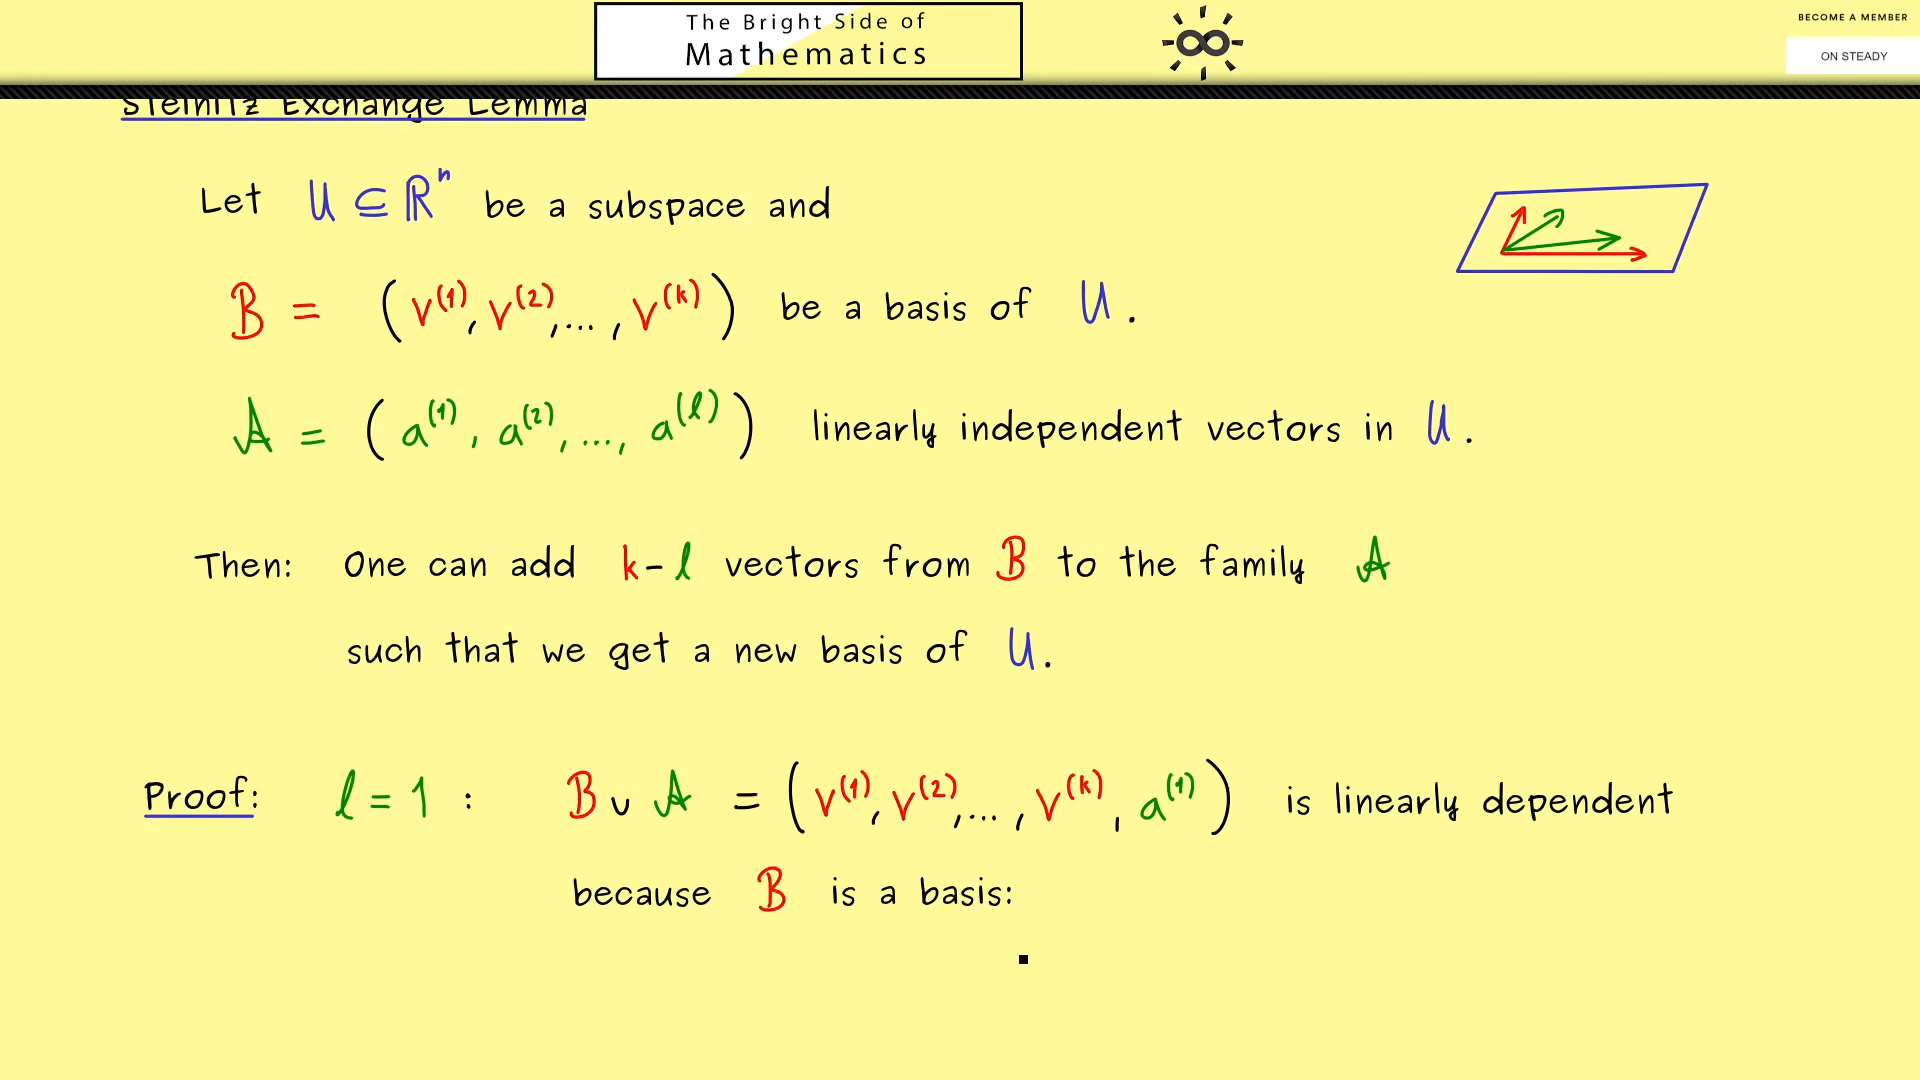 The Bright Side of
Mathematics
BECOME A MEMBER
ON STEADY
Steinitz Exchange Lemma
Let U ⊆ ℝⁿ be a subspace and
B = (v⁽¹⁾, v⁽²⁾, ..., v⁽ᵏ⁾) be a basis of U.
A = (a⁽¹⁾, a⁽²⁾, ..., a⁽ˡ⁾) linearly independent vectors in U.
Then: One can add k-l vectors from B to the family A
such that we get a new basis of U.
Proof: l = 1 : B ∪ A = (v⁽¹⁾, v⁽²⁾, ..., v⁽ᵏ⁾, a⁽¹⁾) is linearly dependent
because B is a basis: